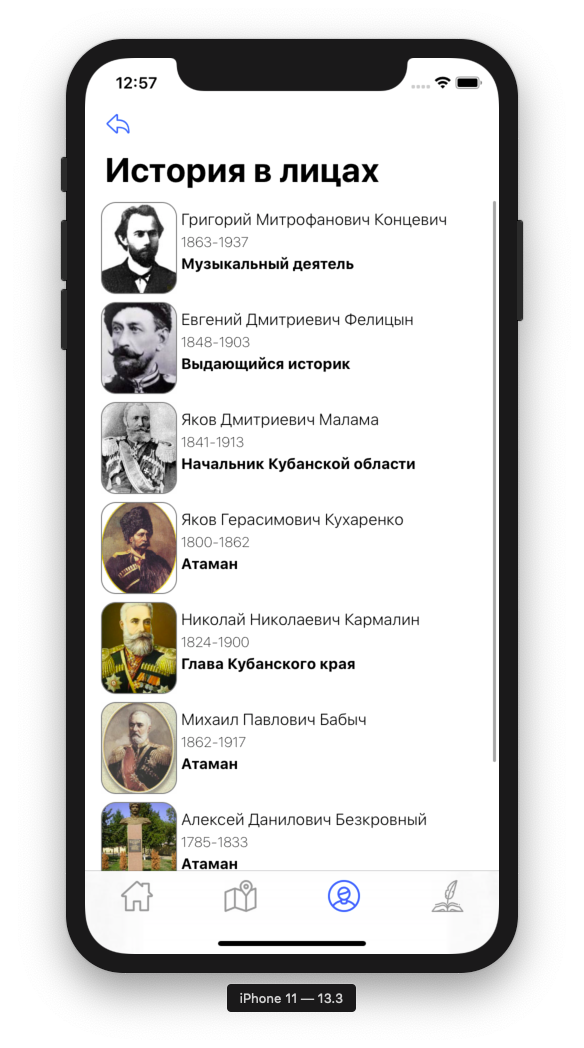 12:57
История в лицах
Григорий Митрофанович Концевич
1863-1937
Музыкальный деятель
Евгений Дмитриевич Фелицын
1848-1903
Выдающийся историк
Яков Дмитриевич Малама
1841-1913
Начальник Кубанской области
Яков Герасимович Кухаренко
1800-1862
Атаман
Николай Николаевич Кармалин
1824-1900
Глава Кубанского края
Михаил Павлович Бабыч
1862-1917
Атаман
Алексей Данилович Безкровный
1785-1833
Атаман
iPhone 11 — 13.3